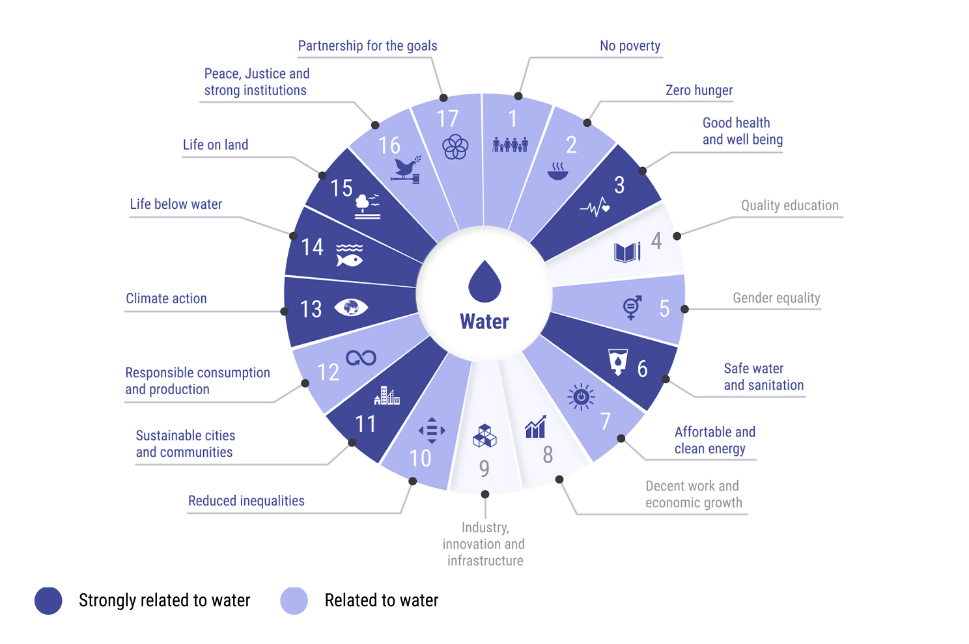 Partnership for the goals
No poverty
Peace, Justice and
strong institutions
Zero hunger
Good health
and well being
Life on land
Life below water
Quality education
Climate action
Gender equality
Responsible consumption
and production
Safe water
and sanitation
Sustainable cities
and communities
Affortable and
clean energy
Reduced inequalities
Decent work and
economic growth
Industry,
innovation and
infrastructure
1
2
3
4
5
6
7
8
9
10
11
12
13
14
15
16
17
Water
Strongly related to water
Related to water